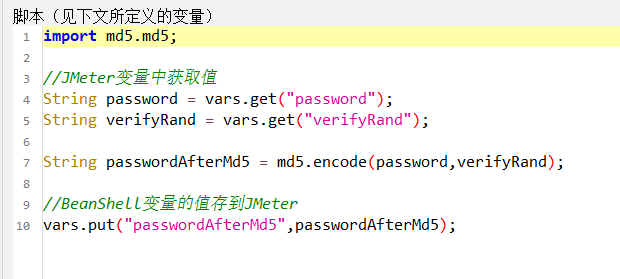 脚本（见下文所定义的变量）
1 import md5.md5;
2
3 //JMeter变量中获取值
4 String password = vars.get("password");
5 String verifyRand = vars.get("verifyRand");
6
7 String passwordAfterMd5 = md5.encode(password,verifyRand);
8
9 //BeanShell变量的值存到JMeter
10 vars.put("passwordAfterMd5",passwordAfterMd5);